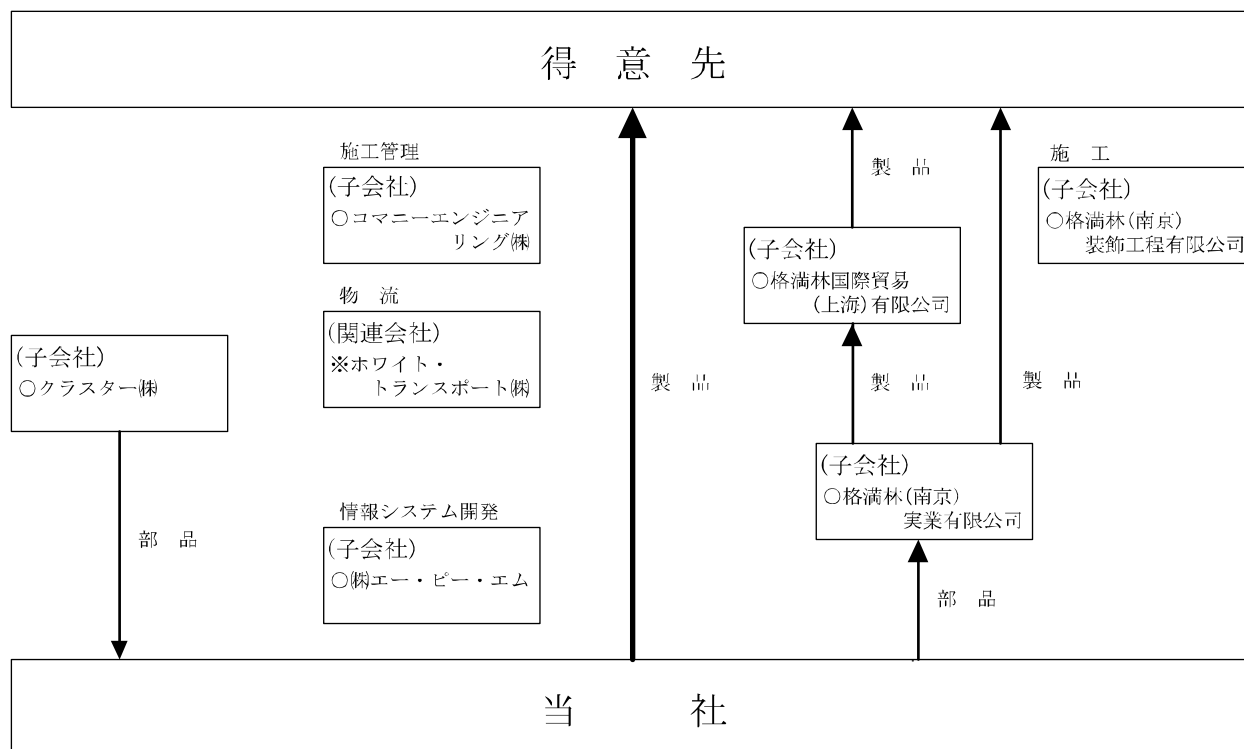 得 意 先
施工管理
(子会社)
○コマニーエンジニア
リング㈱
物 流
(関連会社)
※ホワイト・
トランスポート㈱
(子会社)
○クラスター㈱
部 品
情報システム開発
(子会社)
○㈱エー・ピー・エム
製 品
製 品
(子会社)
○格満林国際貿易
(上海)有限公司
製 品
製 品
施 工
(子会社)
○格満林(南京)
装飾工程有限公司
(子会社)
○格満林(南京)
実業有限公司
部 品
当 社